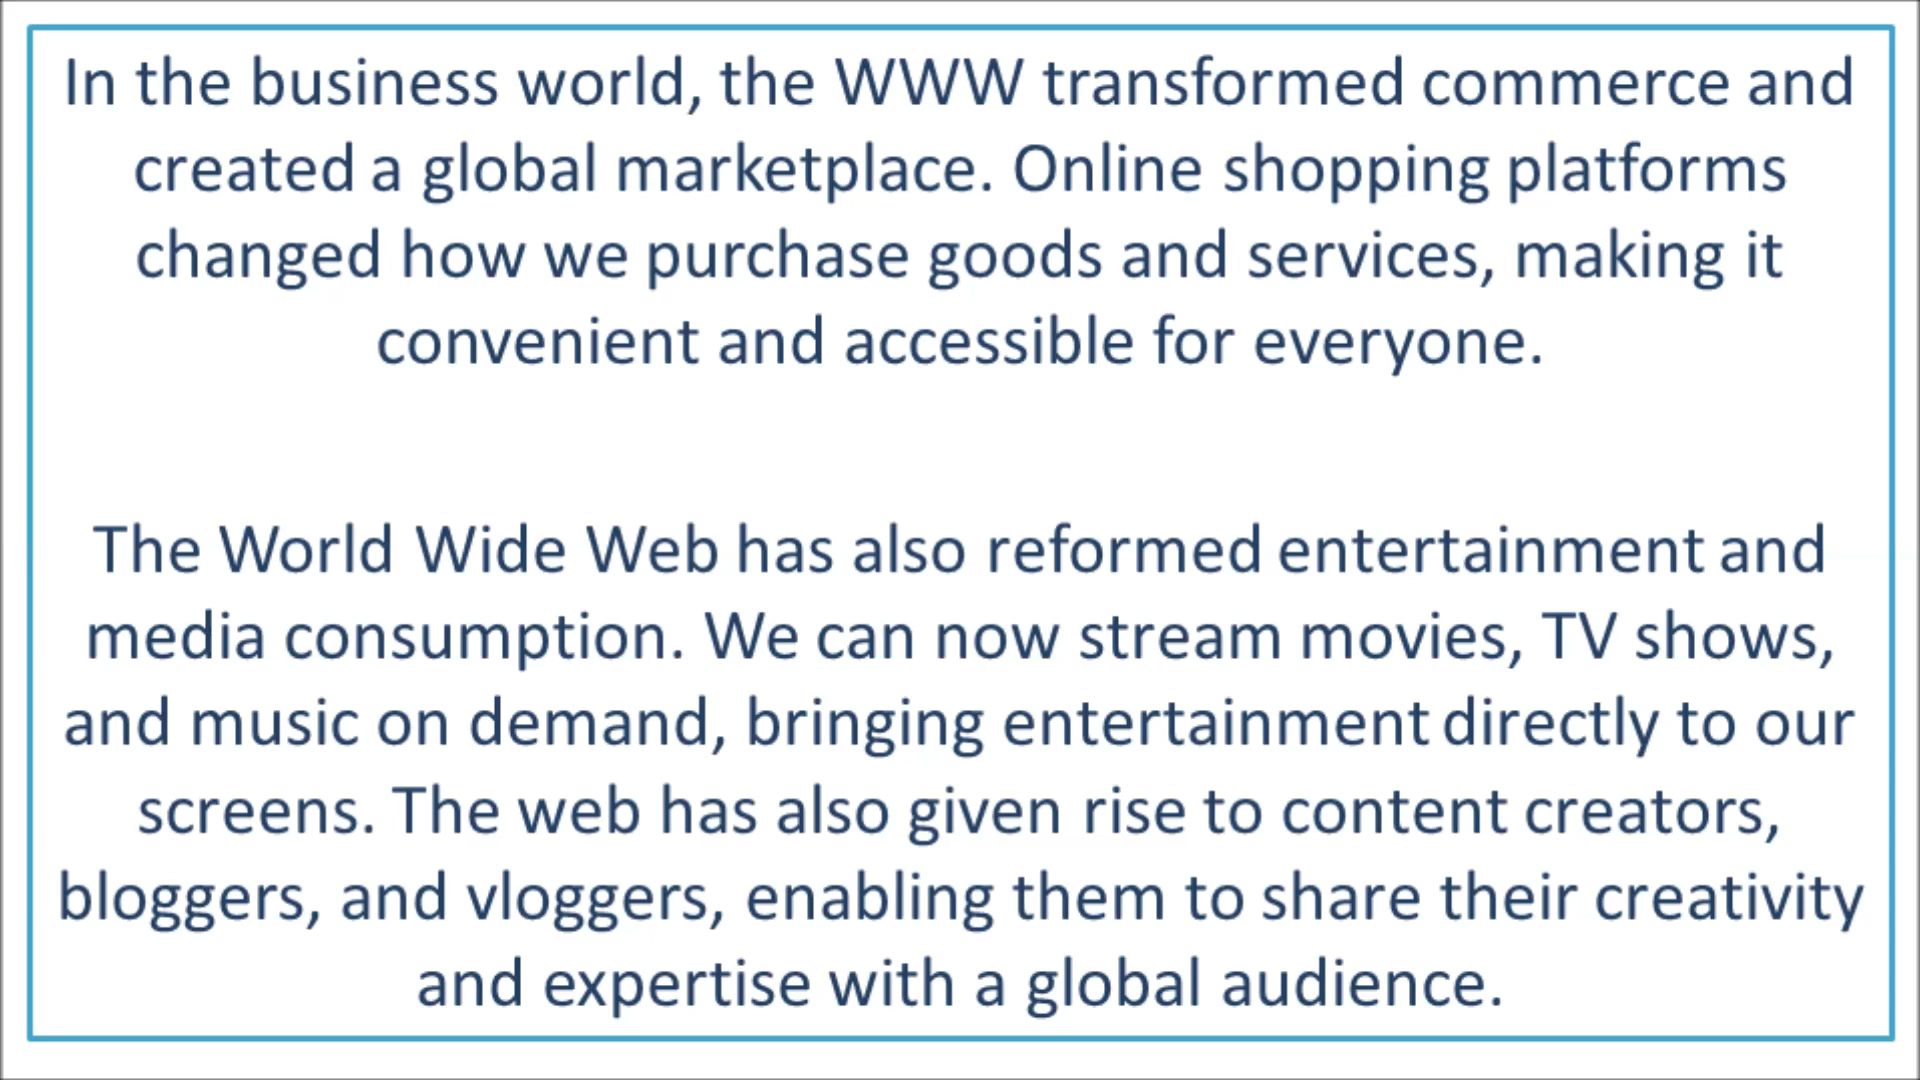 In the business world, the WWW transformed commerce and
created a global marketplace. Online shopping platforms
changed how we purchase goods and services, making it
convenient and accessible for everyone.
The World Wide Web has also reformed entertainment and
media consumption. We can now stream movies, TV shows,
and music on demand, bringing entertainment directly to our
screens. The web has also given rise to content creators,
bloggers, and vloggers, enabling them to share their creativity
and expertise with a global audience.